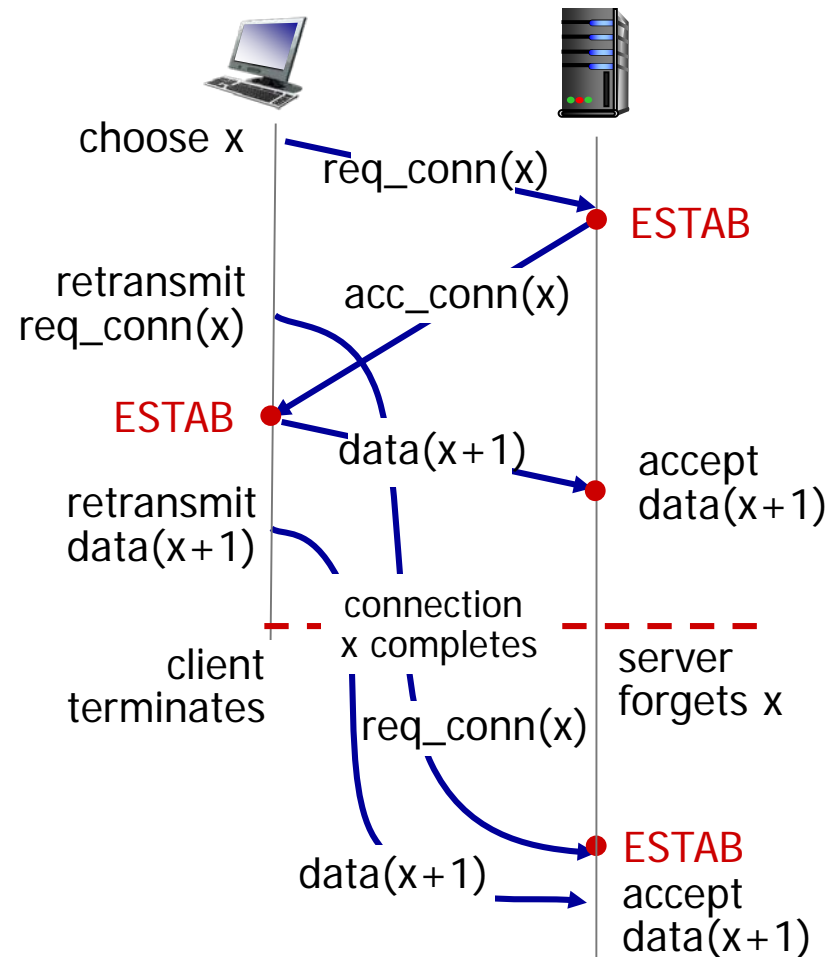 choose x
req_conn(x)
ESTAB
retransmit
req_conn(x)
acc_conn(x)
ESTAB
data(x+1)
accept
data(x+1)
retransmit
data(x+1)
connection
x completes
client
terminates
server
forgets x
req_conn(x)
ESTAB
data(x+1)
accept
data(x+1)